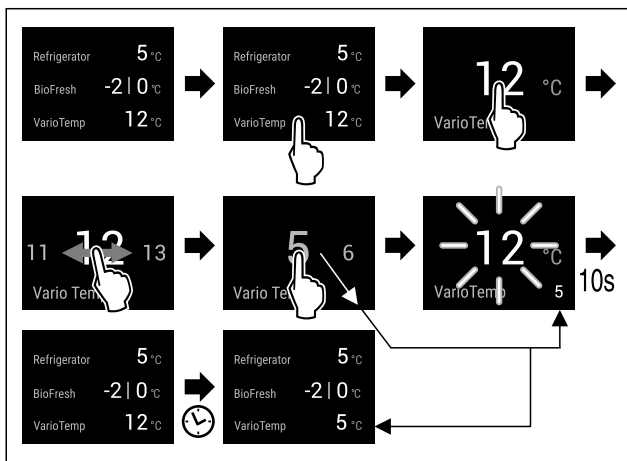 Refrigerator 5 °C
BioFresh -2 | 0 °C
VarioTemp 12 °C
Refrigerator 5 °C
BioFresh -2 | 0 °C
VarioTemp 12 °C
12 °C
VarioTemp
11 12 13
Vario Tem
5 6
Vario Te
12 °C
VarioTemp 5
10s
Refrigerator 5 °C
BioFresh -2 | 0 °C
VarioTemp 12 °C
Refrigerator 5 °C
BioFresh -2 | 0 °C
VarioTemp 5 °C